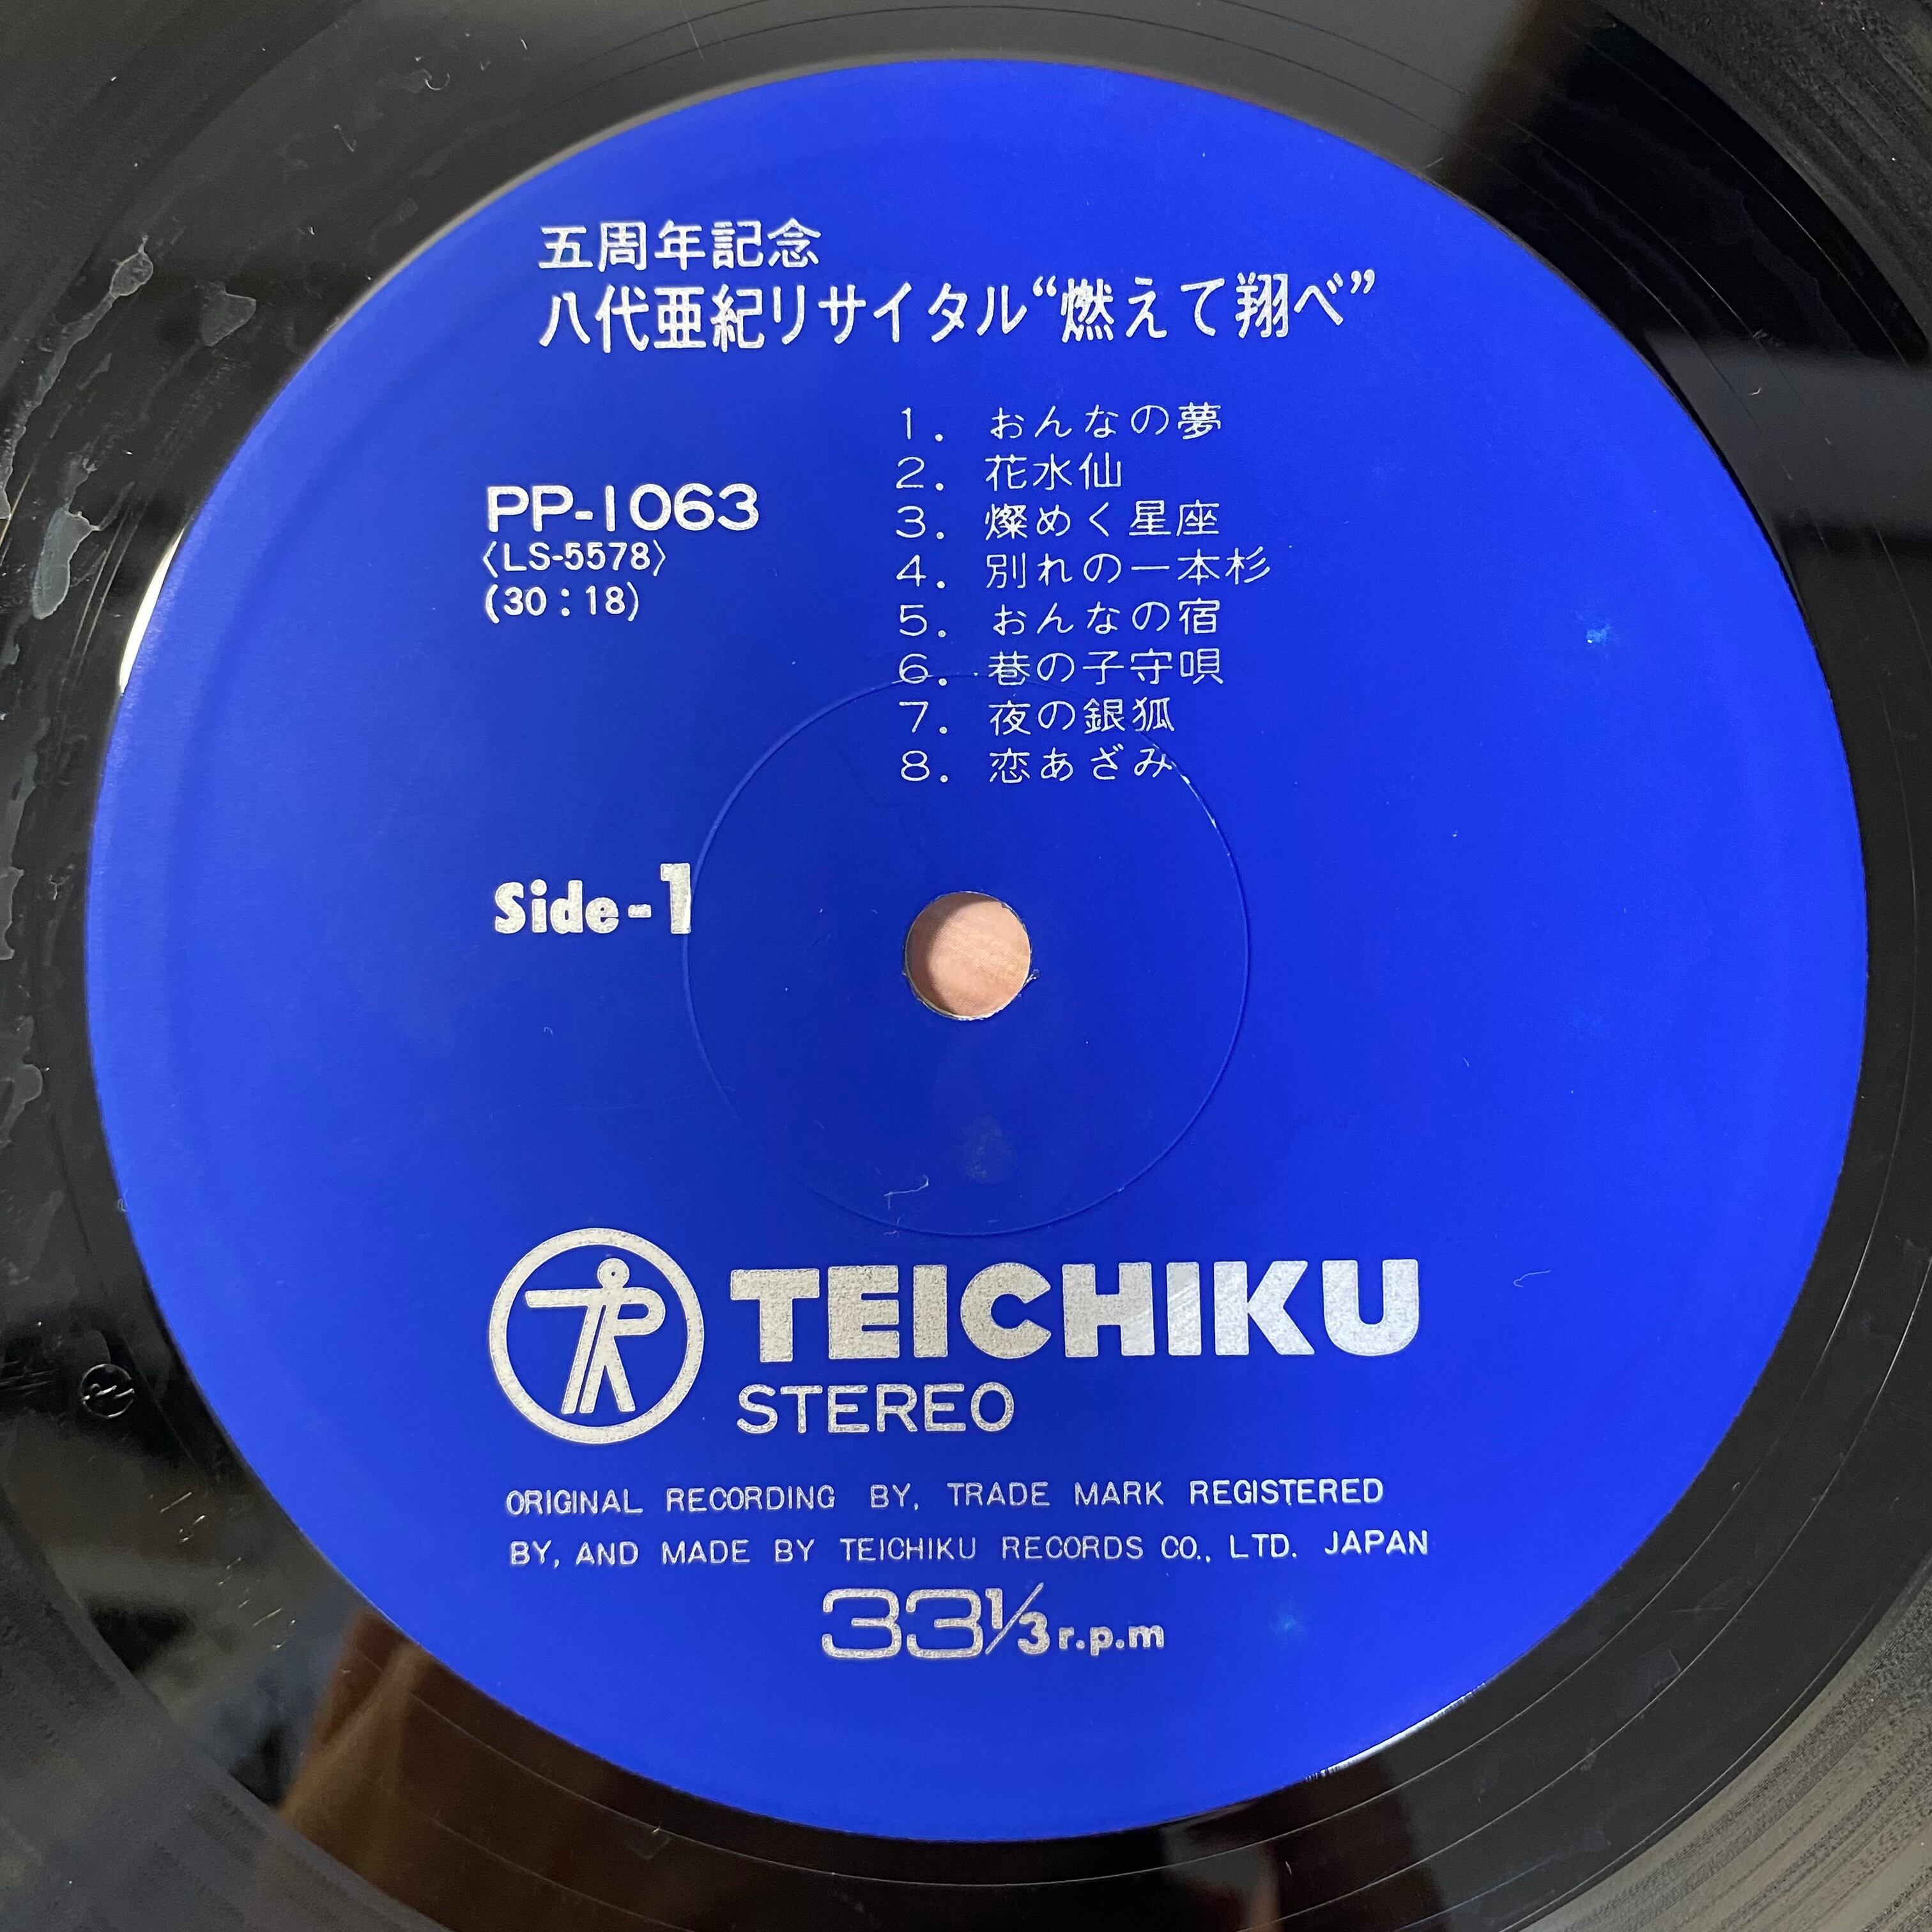 五周年記念
八代亜紀リサイタル“燃えて翔べ”
1. おんなの夢
2. 花水仙
3. 燦めく星座
4. 別れの一本杉
5. おんなの宿
6. 巷の子守唄
7. 夜の銀狐
8. 恋あざみ
PP-1063
〈LS-5578〉
(30:18)
Side-1
TEICHIKU
STEREO
ORIGINAL RECORDING BY, TRADE MARK REGISTERED
BY, AND MADE BY TEICHIKU RECORDS CO., LTD. JAPAN
33 1/3 r.p.m